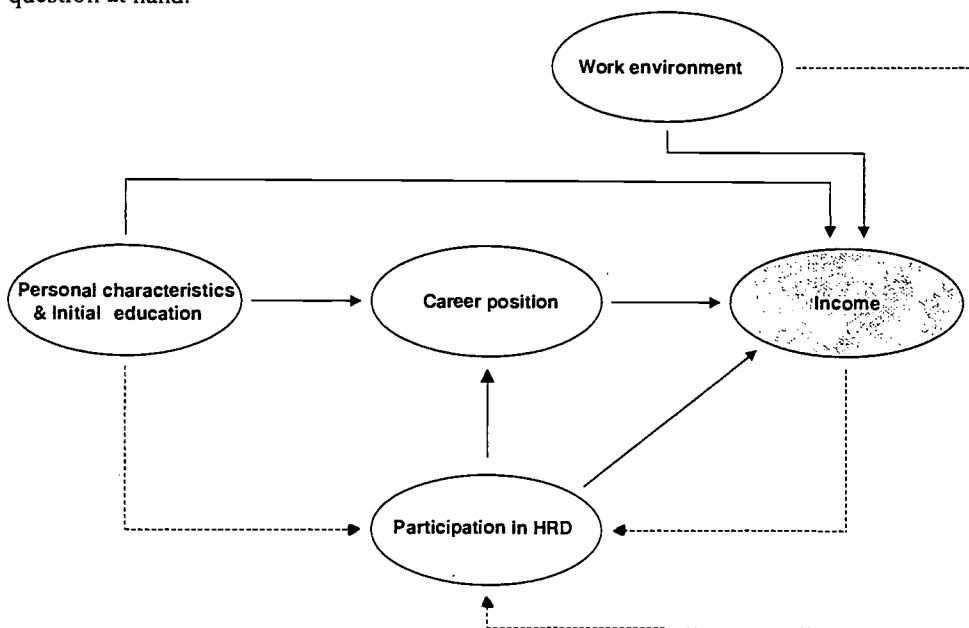 question at hand.
Work environment
Personal characteristics
& Initial education
Career position
Income
Participation in HRD